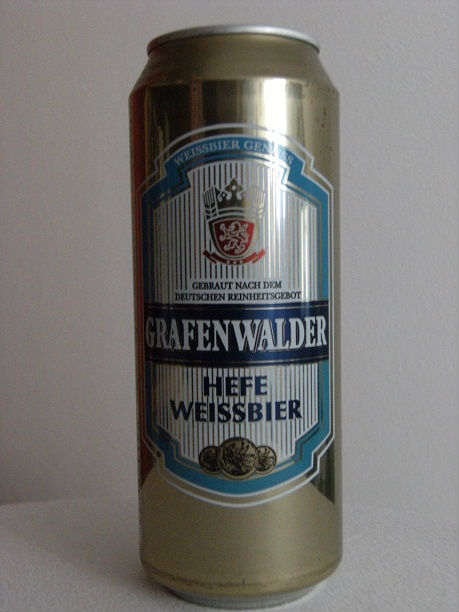 WEISSBIER GENUSS
GEBRAUT NACH DEM
DEUTSCHEN REINHEITSGEBOT
GRAFENWALDER
HEFE
WEISSBIER